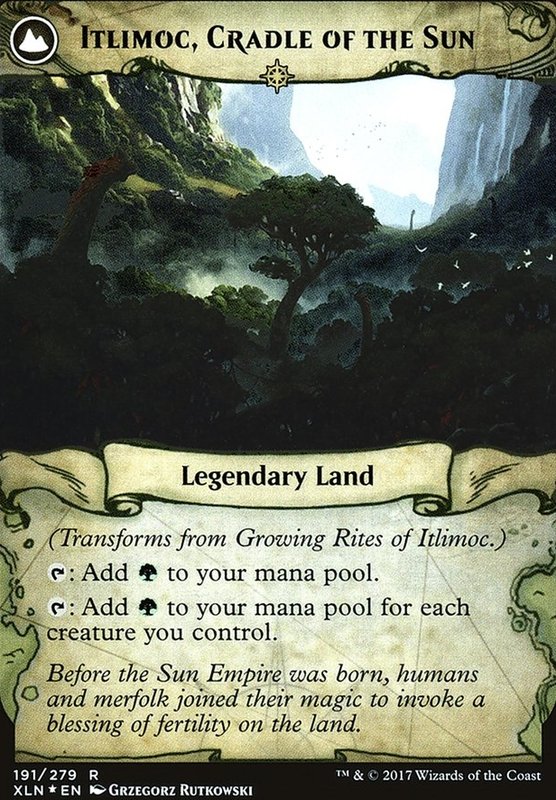 Itlimoc, Cradle of the Sun
Legendary Land
(Transforms from Growing Rites of Itlimoc.)
: Add to your mana pool.
: Add to your mana pool for each
creature you control.
Before the Sun Empire was born, humans
and merfolk joined their magic to invoke a
blessing of fertility on the land.
191/279 R
XLN ★ EN Grzegorz Rutkowski
™ & © 2017 Wizards of the Coast